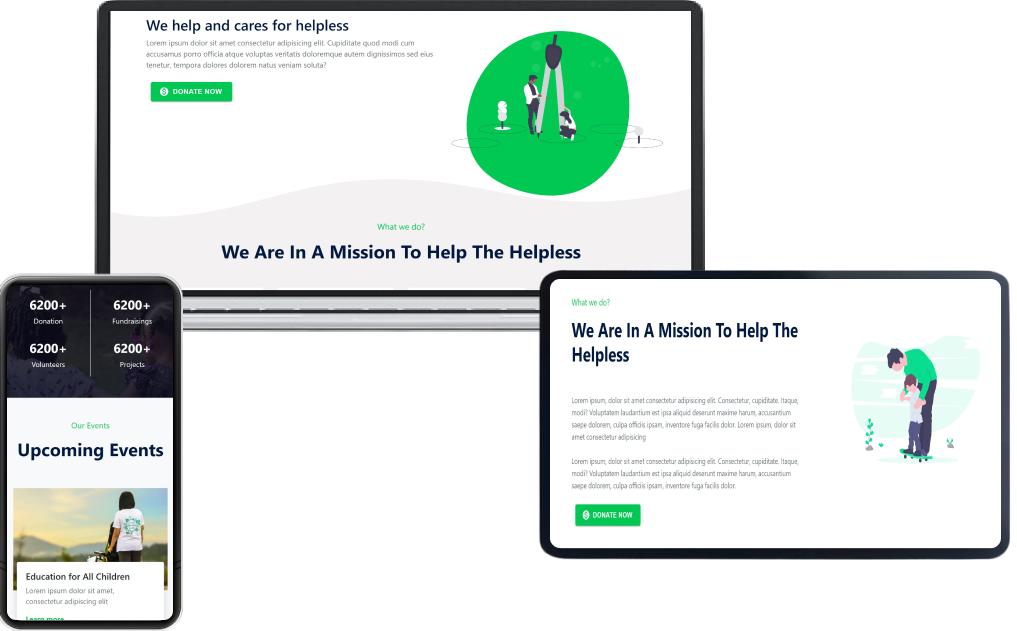 We help and cares for helpless
Lorem ipsum dolor sit amet consectetur adipisicing elit. Cupiditate quod modi cum
accusamus porro officia atque voluptas veritatis doloremque autem dignissimos sed eius
tenetur, tempora dolores dolorem natus veniam soluta?
DONATE NOW
What we do?
We Are In A Mission To Help The Helpless
6200+
6200+
Donation
Fundraisings
6200+
6200+
Volunteers
Projects
Our Events
Upcoming Events
Education for All Children
Lorem ipsum dolor sit amet,
consectetur adipiscing elit
Learn more
What we do?
We Are In A Mission To Help The
Helpless
Lorem ipsum, dolor sit amet consectetur adipisicing elit. Consectetur, cupiditate. Itaque,
modi? Voluptatem laudantium est ipsa aliquid deserunt maxime harum, accusantium
saepe dolorem, culpa officiis ipsam, inventore fuga facilis dolor. Lorem ipsum, dolor sit
amet consectetur adipisicing
Lorem ipsum, dolor sit amet consectetur adipisicing elit. Consectetur, cupiditate. Itaque,
modi? Voluptatem laudantium est ipsa aliquid deserunt maxime harum, accusantium
saepe dolorem, culpa officiis ipsam, inventore fuga facilis dolor.
DONATE NOW